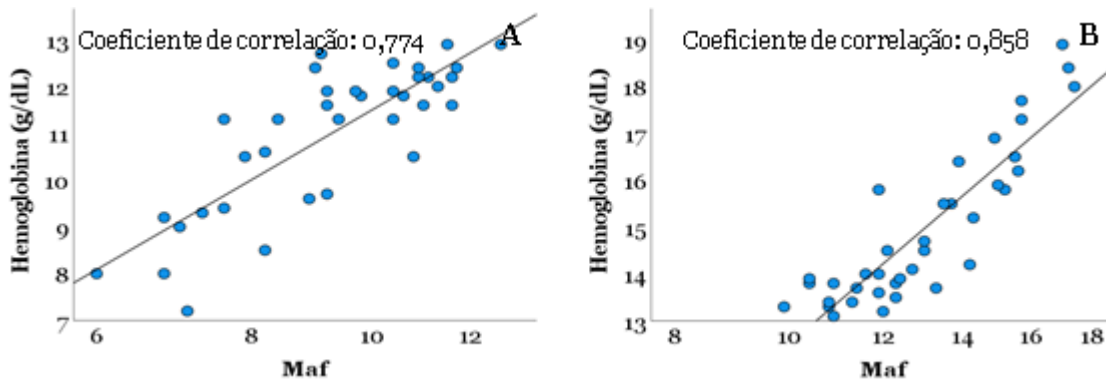 Coeficiente de correlação: 0,774 A
Hemoglobina (g/dL)
13
12
11
10
9
8
7
6 8 10 12
Maf
Coeficiente de correlação: 0,858 B
Hemoglobina (g/dL)
19
18
17
16
15
14
13
8 10 12 14 16 18
Maf